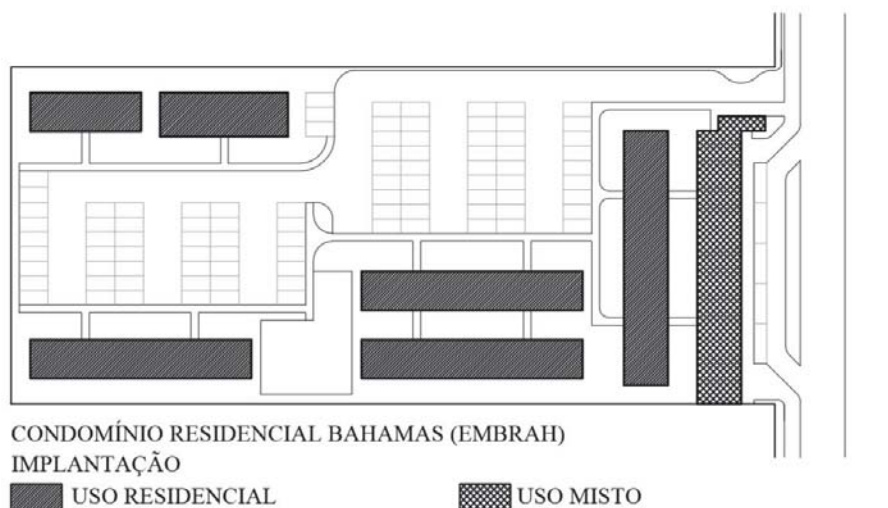 CONDOMÍNIO RESIDENCIAL BAHAMAS (EMBRAH)
IMPLANTAÇÃO
USO RESIDENCIAL USO MISTO